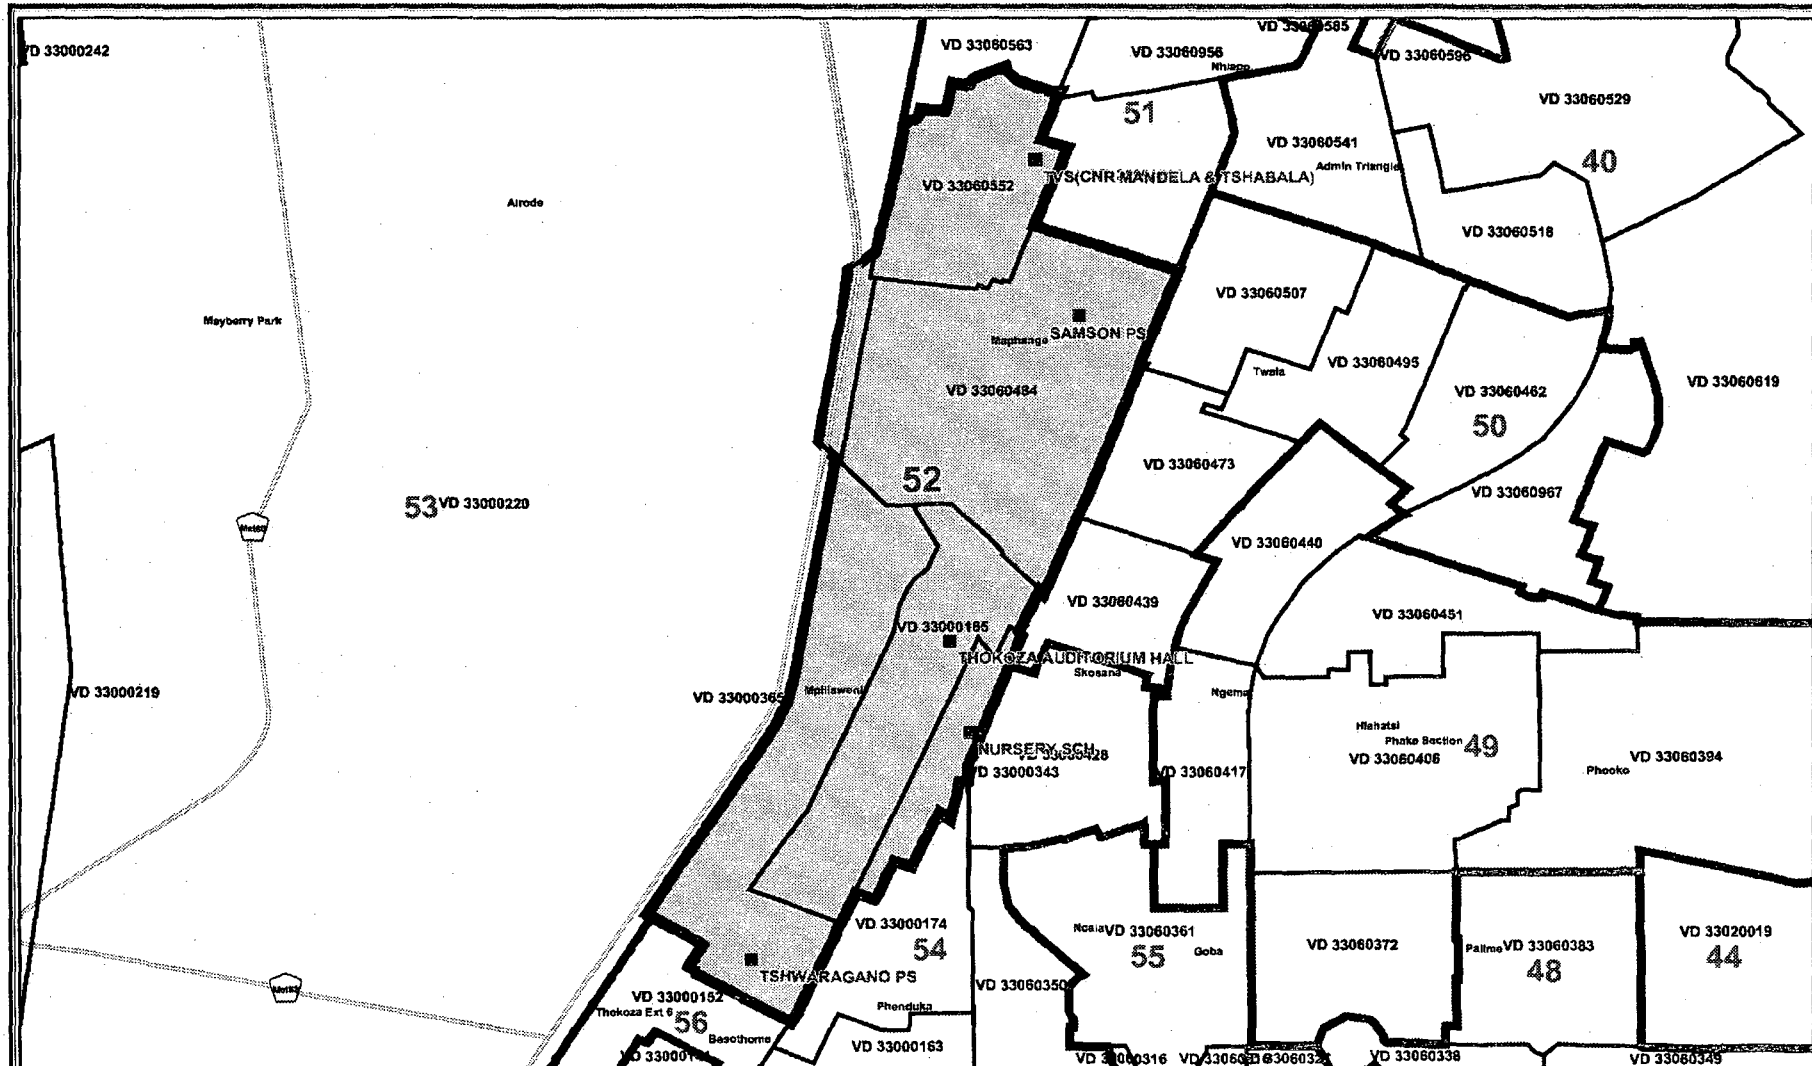 VD 33000242
VD 33060563
VD 33060956
VD 33060585
VD 33060596
VD 33060529
51
VD 33060541
Admin Triangle
40
VD 33060552
TVS(CNR MANDELA & TSHABALA)
Airode
VD 33060518
Mayberry Park
VD 33060507
Maphanga
SAMSON PS
VD 33060484
Twala
VD 33060495
VD 33060462
VD 33060619
50
VD 33060473
52
53
VD 33000220
VD 33060967
VD 33060440
VD 33060439
VD 33060451
VD 33000185
THOKOZA AUDITORIUM HALL
Skosana
VD 33000219
VD 33000365
Ngema
Hlahatsi
Phake Section
49
NURSERY SCH
VD 33060428
VD 33000343
VD 33060417
VD 33060406
Phooko
VD 33060394
VD 33000174
54
VD 33060361
55
Goba
VD 33060372
VD 33060383
48
VD 33020019
44
TSHWARAGANO PS
VD 33060350
VD 33000152
Thokoza Ext 6
56
Phenduka
Basothome
VD 33000163
VD 33060316
VD 33060338
VD 33060349